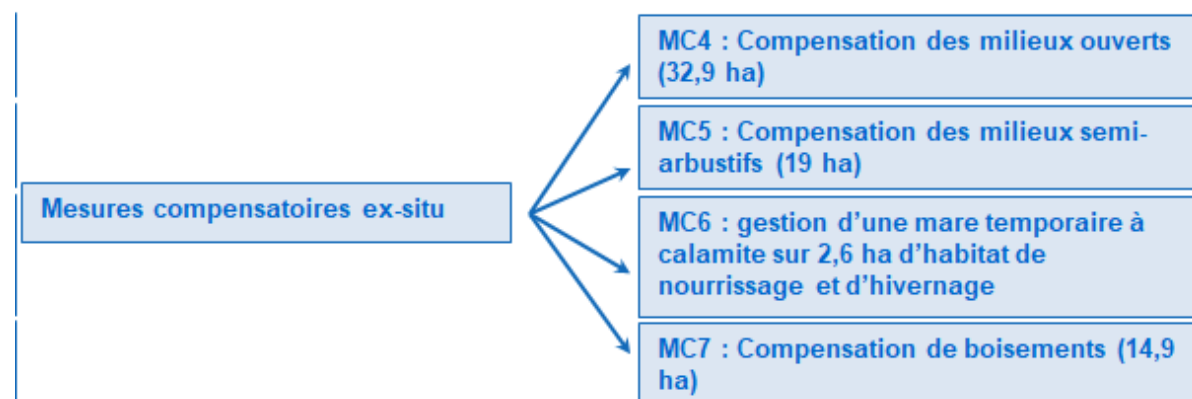 Mesures compensatoires ex-situ
MC4 : Compensation des milieux ouverts
(32,9 ha)
MC5 : Compensation des milieux semi-
arbustifs (19 ha)
MC6 : gestion d’une mare temporaire à
calamite sur 2,6 ha d’habitat de
nourrissage et d’hivernage
MC7 : Compensation de boisements (14,9
ha)